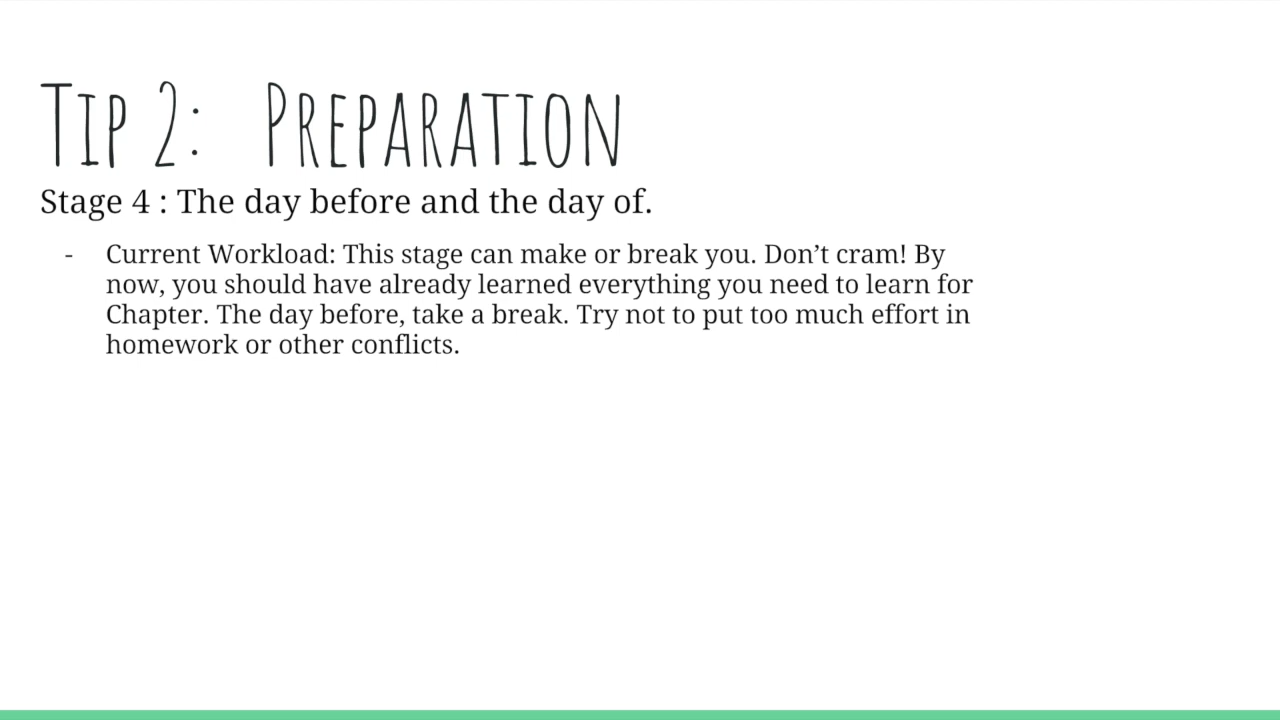 Tip 2: Preparation
Stage 4 : The day before and the day of.
- Current Workload: This stage can make or break you. Don’t cram! By
now, you should have already learned everything you need to learn for
Chapter. The day before, take a break. Try not to put too much effort in
homework or other conflicts.